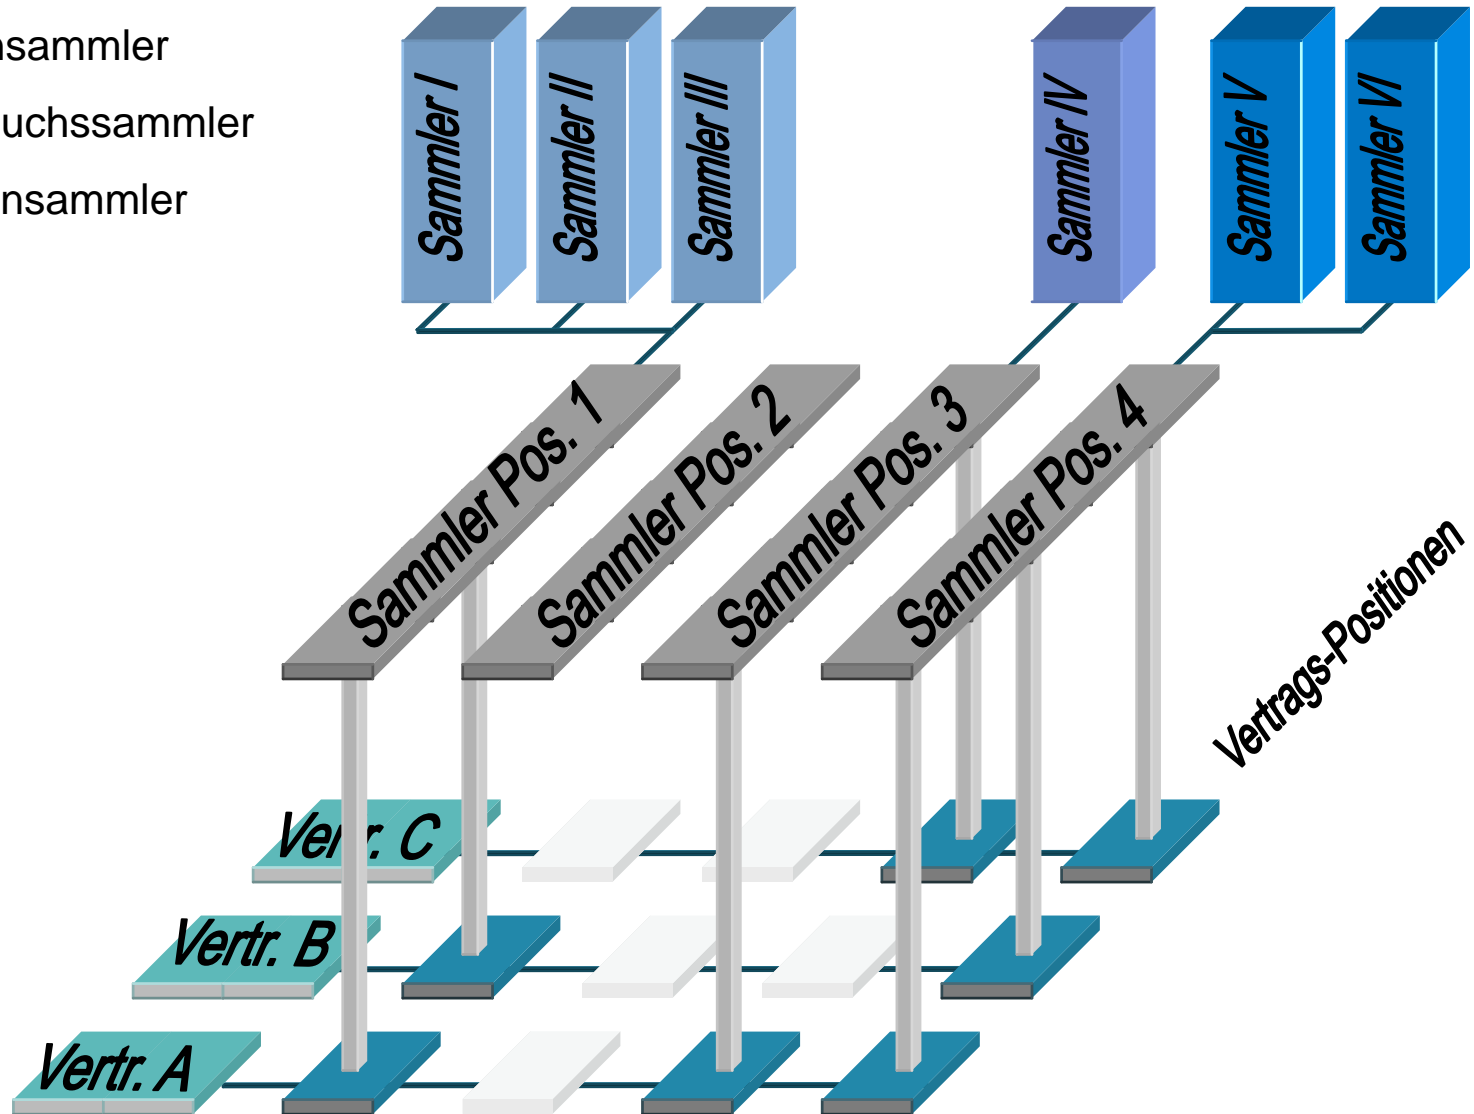 nsammler
uchssammler
nsammler
Sammler I
Sammler II
Sammler III
Sammler IV
Sammler V
Sammler VI
Sammler Pos. 1
Sammler Pos. 2
Sammler Pos. 3
Sammler Pos. 4
Vertrags-Positionen
Vertr. C
Vertr. B
Vertr. A